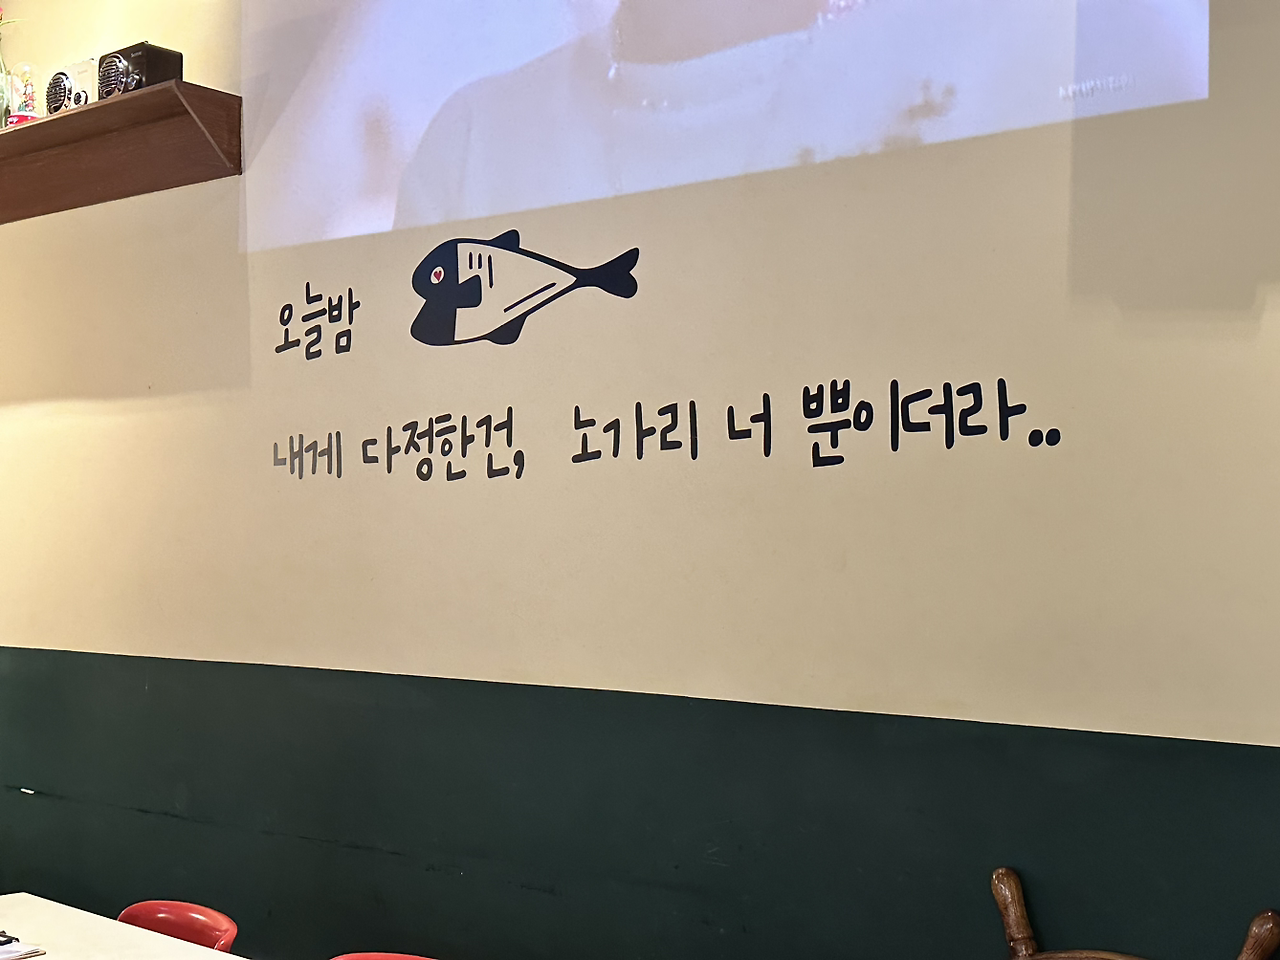 오늘밤
내게 다정한건, 노가리 너 뿐이더라..